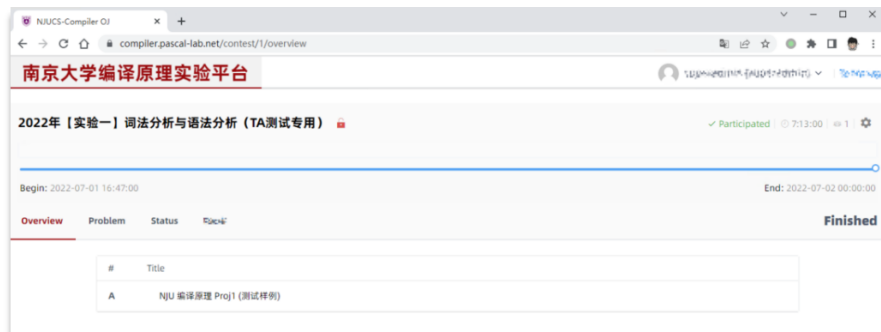 NJUCS-Compiler OJ
compiler.pascal-lab.net/contest/1/overview
南京大学编译原理实验平台
2022年【实验一】词法分析与语法分析（TA测试专用）
Participated 7:13:00 1
Begin: 2022-07-01 16:47:00 End: 2022-07-02 00:00:00
Overview Problem Status Finished
# Title
A NJU 编译原理 Proj1 (测试样例)